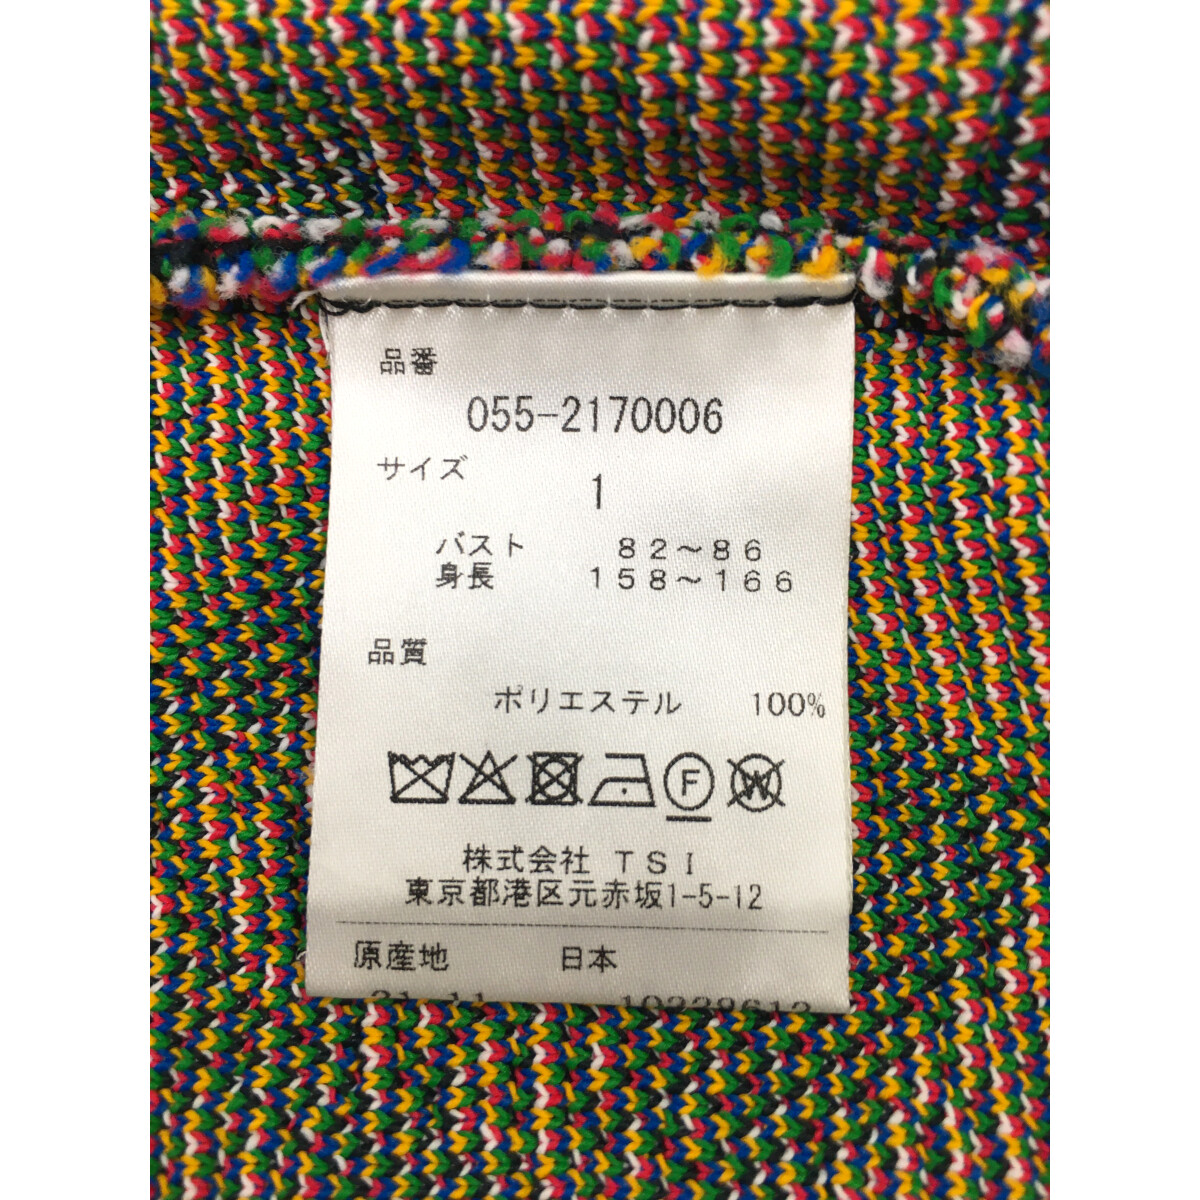 品番
055-2170006
サイズ
1
バスト 82～86
身長 158～166
品質
ポリエステル 100%
F
W
株式会社 TSI
東京都港区元赤坂1-5-12
原産地 日本